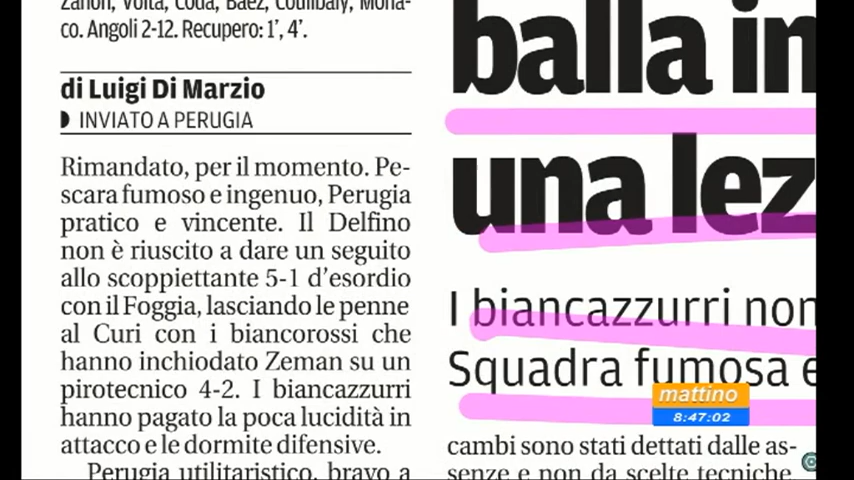 Zanon, Volta, Coda, Baez, Coulibaly, Mona-
co. Angoli 2-12. Recupero: 1’, 4’.
di Luigi Di Marzio
INVIATO A PERUGIA
Rimandato, per il momento. Pe-
scara fumoso e ingenuo, Perugia
pratico e vincente. Il Delfino
non è riuscito a dare un seguito
allo scoppiettante 5-1 d’esordio
con il Foggia, lasciando le penne
al Curi con i biancorossi che
hanno inchiodato Zeman su un
pirotecnico 4-2. I biancazzurri
hanno pagato la poca lucidità in
attacco e le dormite difensive.
Perugia utilitaristico, bravo a
balla in
una lez
I biancazzurri non
Squadra fumosa e
cambi sono stati dettati dalle as-
senze e non da scelte tecniche.
mattino
8:47:02